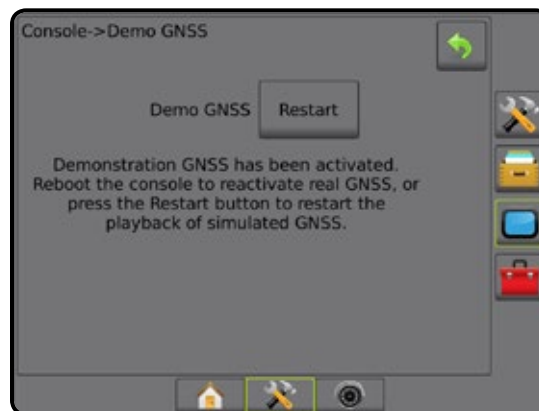 Console->Demo GNSS
Demo GNSS Restart
Demonstration GNSS has been activated.
Reboot the console to reactivate real GNSS, or
press the Restart button to restart the
playback of simulated GNSS.